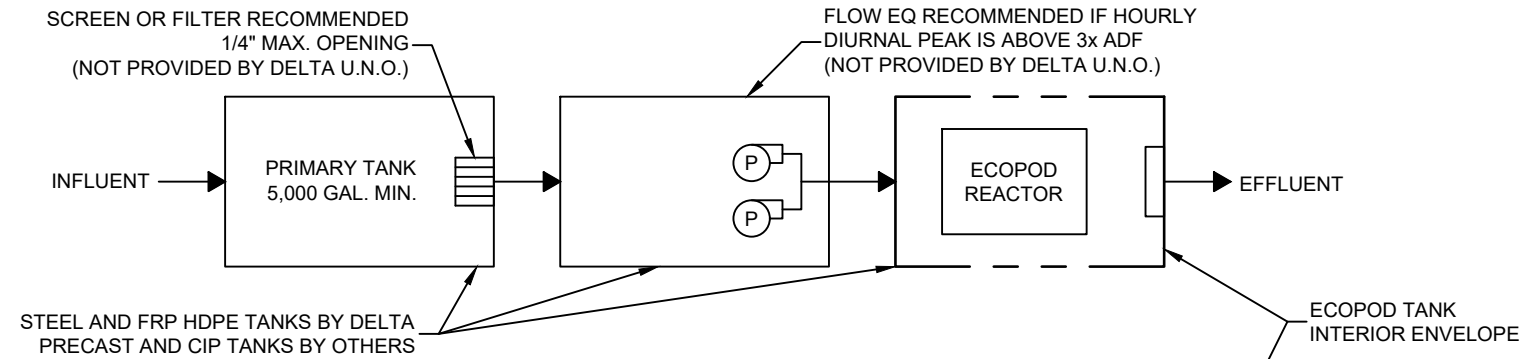 SCREEN OR FILTER RECOMMENDED
1/4" MAX. OPENING
(NOT PROVIDED BY DELTA U.N.O.)
FLOW EQ RECOMMENDED IF HOURLY
DIURNAL PEAK IS ABOVE 3x ADF
(NOT PROVIDED BY DELTA U.N.O.)
INFLUENT
PRIMARY TANK
5,000 GAL. MIN.
P
P
ECOPOD
REACTOR
EFFLUENT
STEEL AND FRP HDPE TANKS BY DELTA
PRECAST AND CIP TANKS BY OTHERS
ECOPOD TANK
INTERIOR ENVELOPE